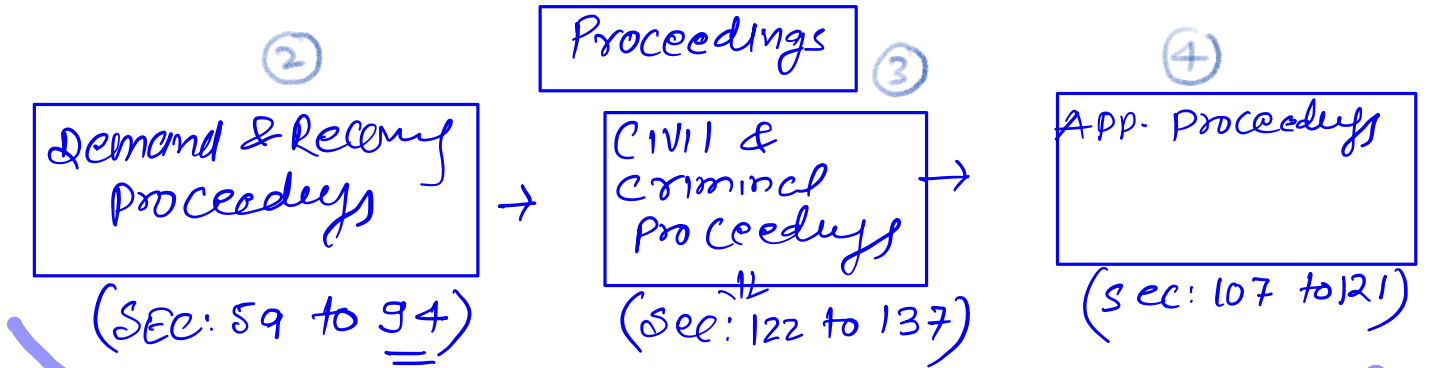 Proceedings
②
Demand & Recovery
Proceedings
→
(SEC: 59 to 94)
③
Civil &
Criminal
Proceedings
→
(Sec: 122 to 137)
④
App. Proceedings
(Sec: 107 to 121)